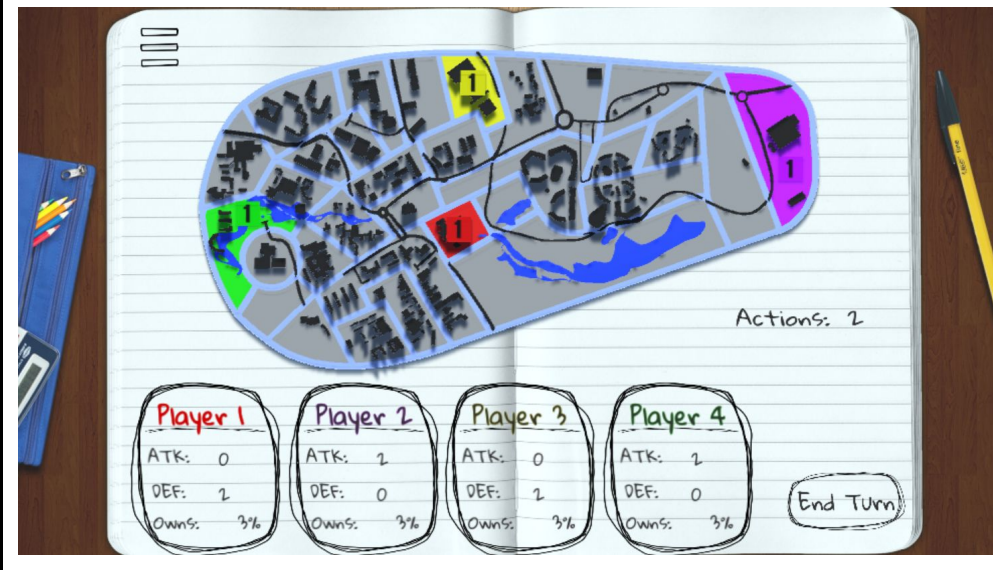 1
1
1
1
Actions: 2
Player 1
ATK: 0
DEF: 2
Owns: 3%
Player 2
ATK: 2
DEF: 0
Owns: 3%
Player 3
ATK: 0
DEF: 2
Owns: 3%
Player 4
ATK: 2
DEF: 0
Owns: 3%
End Turn